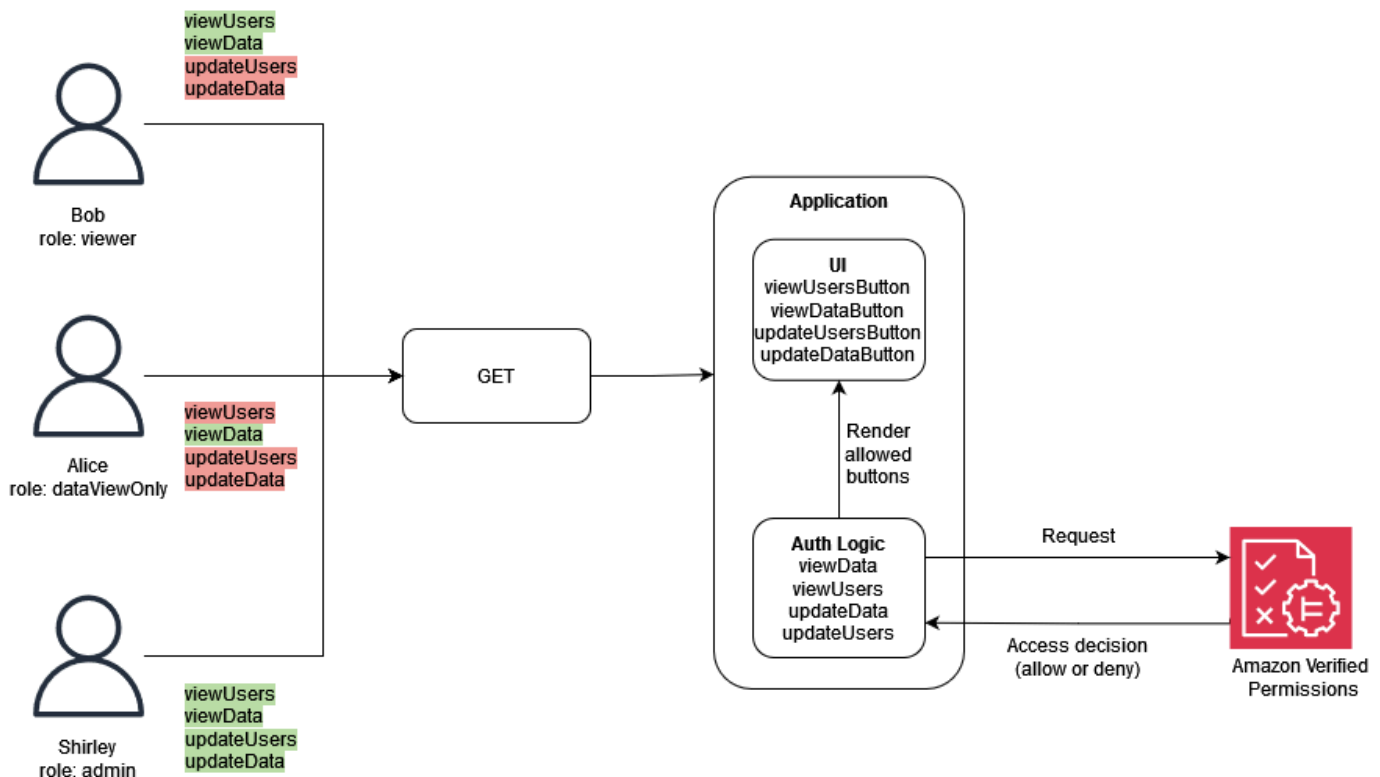 viewUsers
viewData
updateUsers
updateData
Bob
role: viewer
viewUsers
viewData
updateUsers
updateData
Alice
role: dataViewOnly
viewUsers
viewData
updateUsers
updateData
Shirley
role: admin
GET
Application
UI
viewUsersButton
viewDataButton
updateUsersButton
updateDataButton
Render
allowed
buttons
Auth Logic
viewData
viewUsers
updateData
updateUsers
Request
Access decision
(allow or deny)
Amazon Verified
Permissions